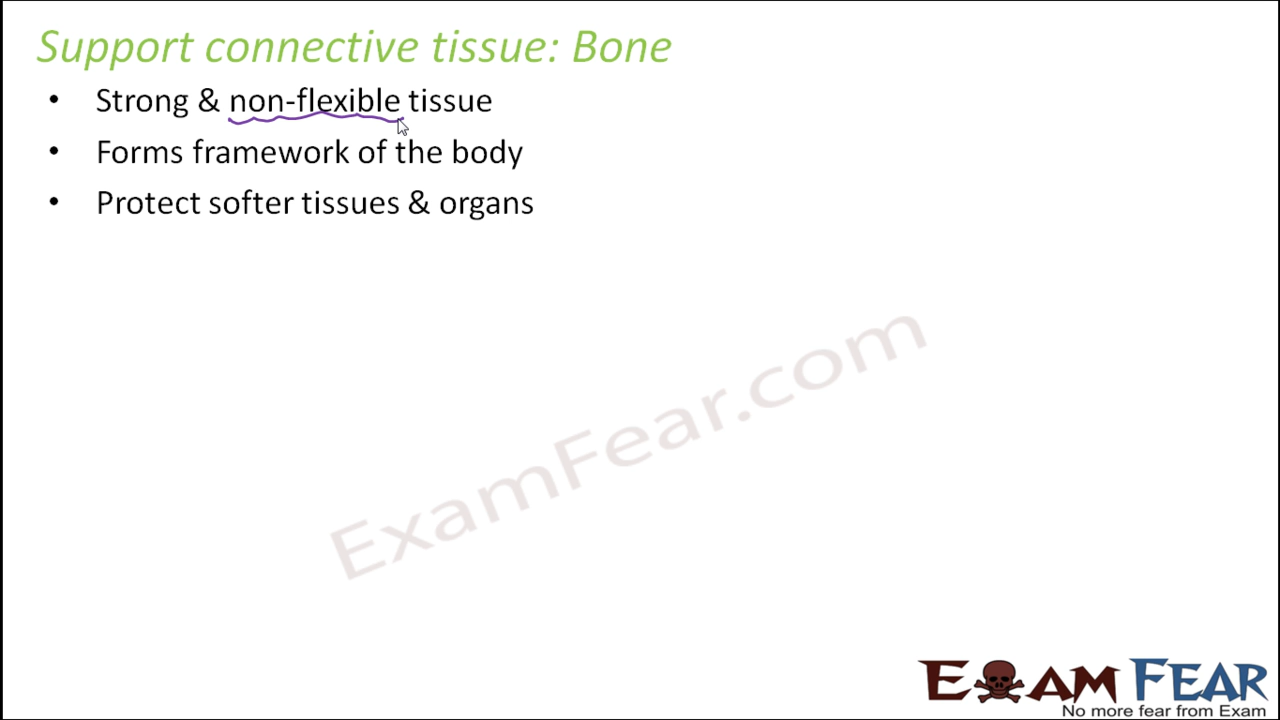 Support connective tissue: Bone
• Strong & non-flexible tissue
• Forms framework of the body
• Protect softer tissues & organs
ExamFear.com
EXAM FEAR
No more fear from Exam